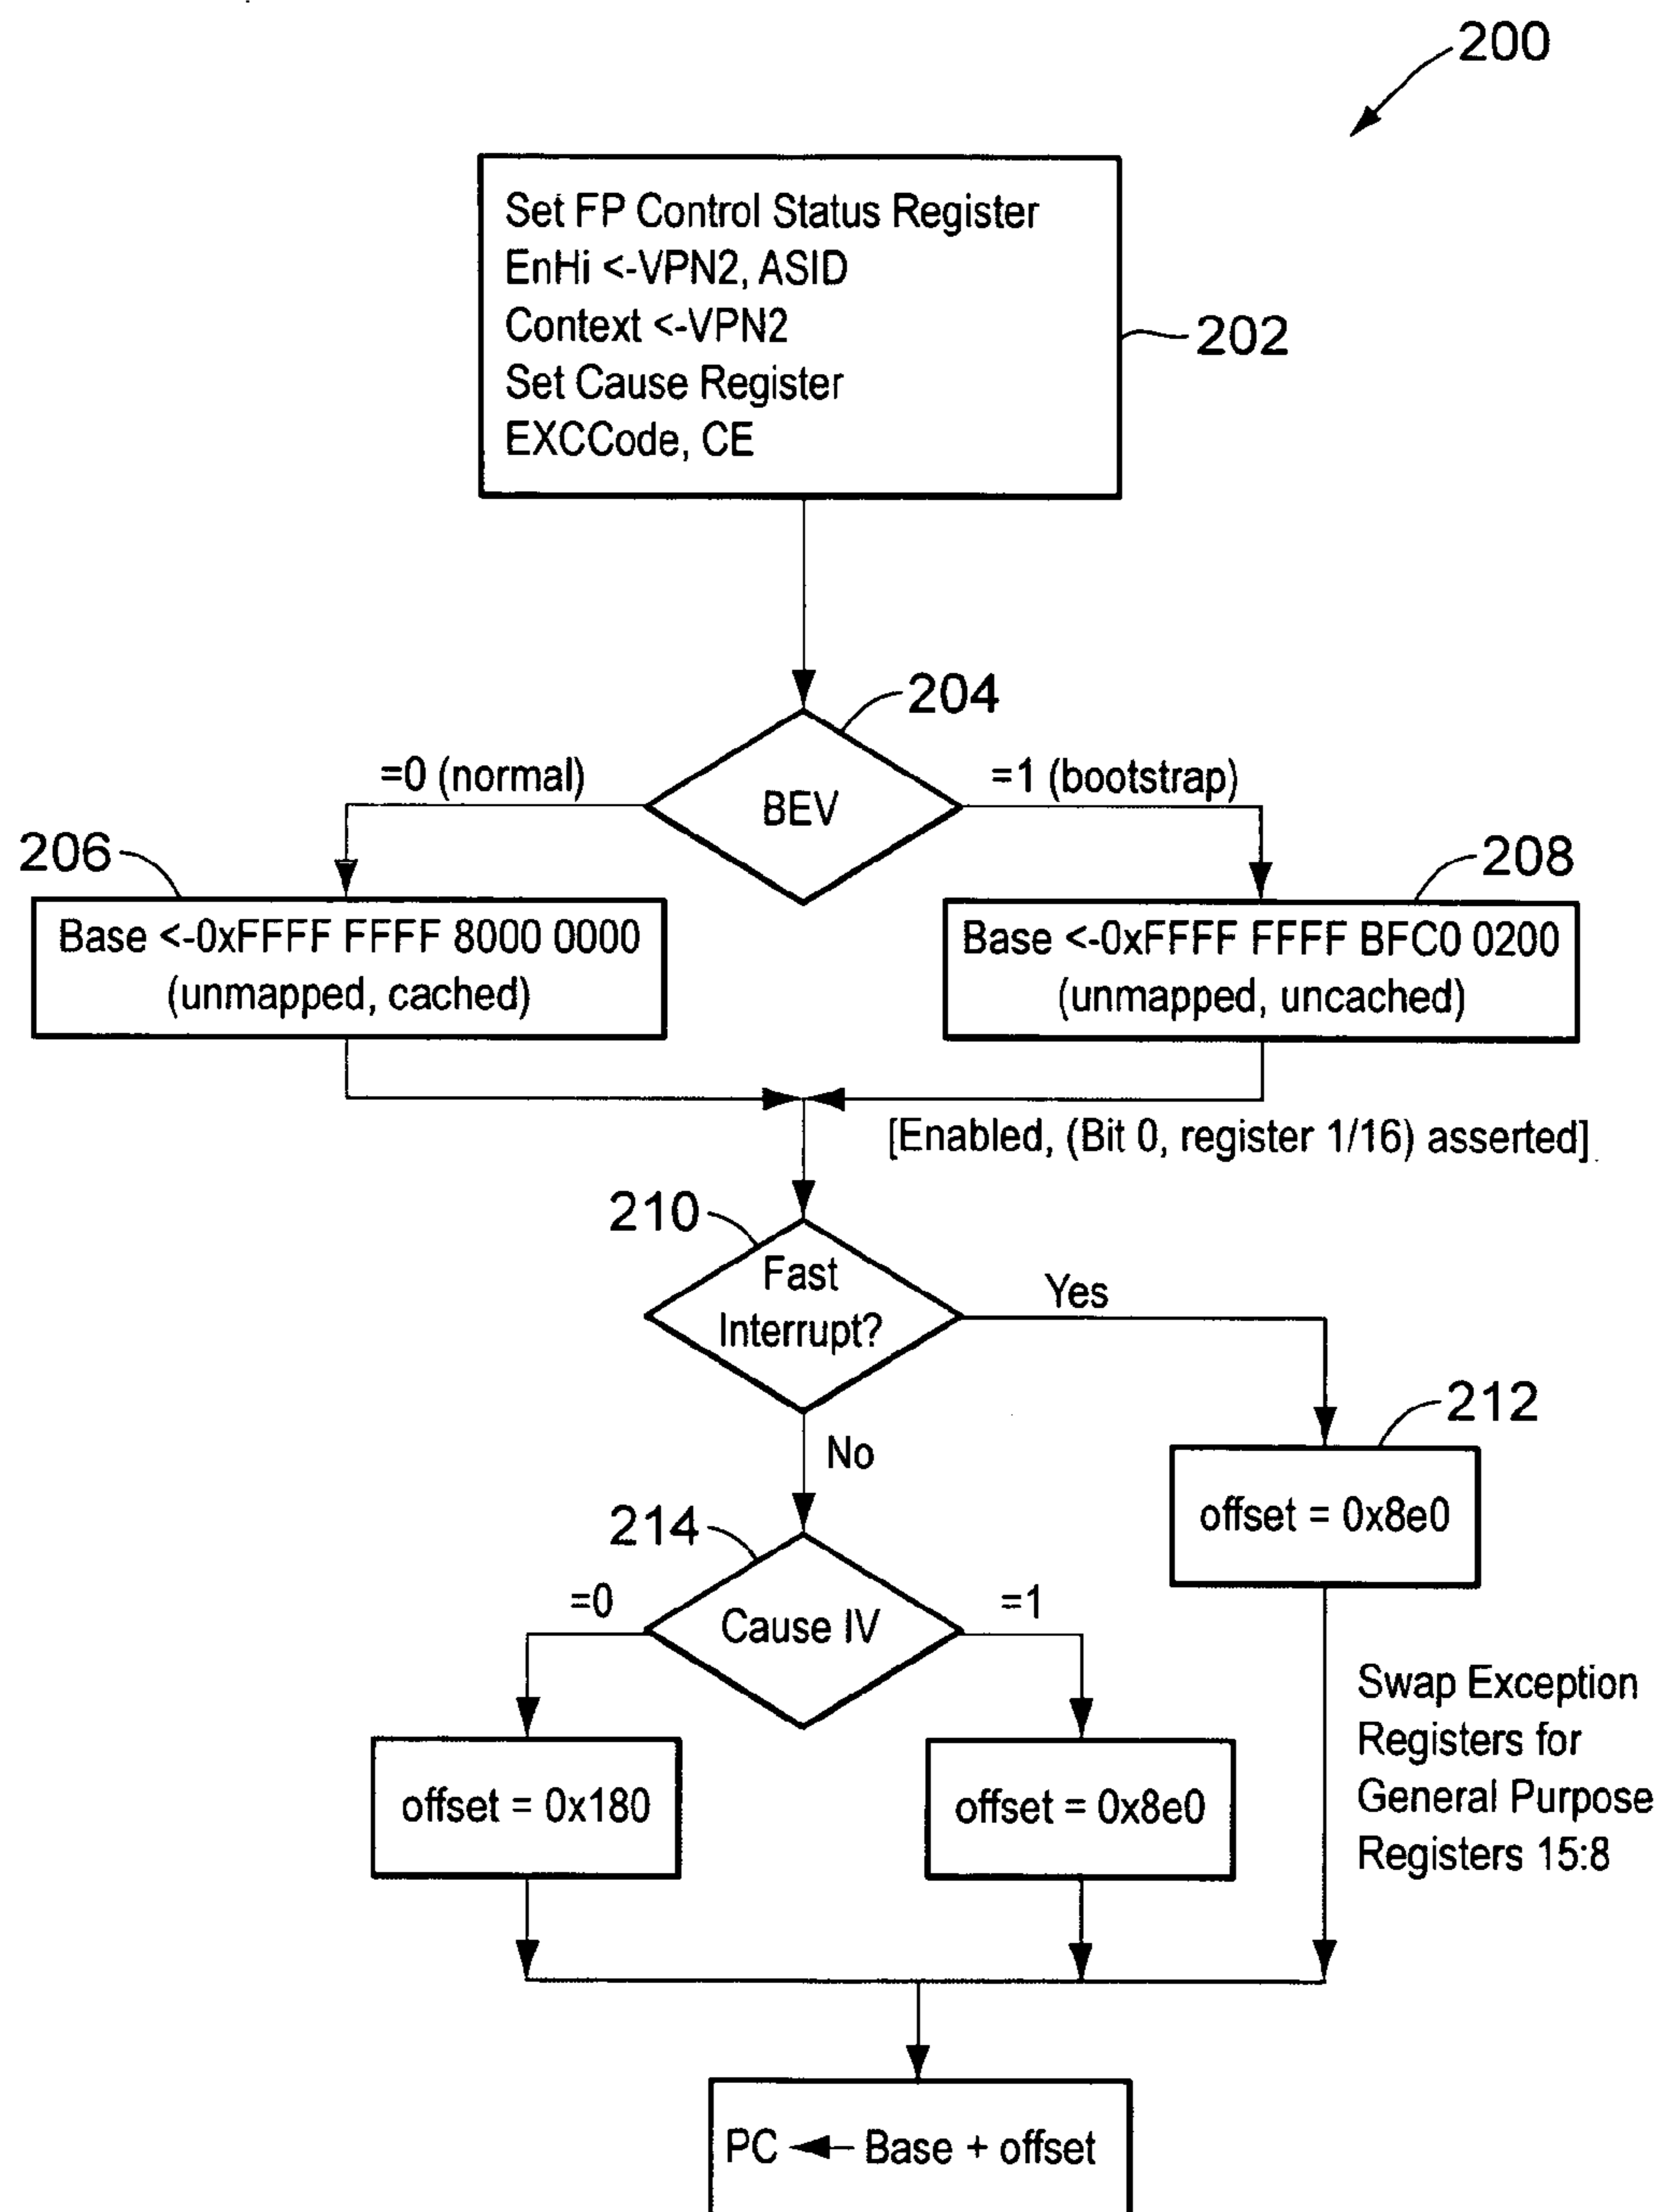 200
Set FP Control Status Register
EnHi <-VPN2, ASID
Context <-VPN2
Set Cause Register
EXCCode, CE
202
204
=0 (normal)
BEV
=1 (bootstrap)
206
208
Base <-0xFFFF FFFF 8000 0000
(unmapped, cached)
Base <-0xFFFF FFFF BFC0 0200
(unmapped, uncached)
[Enabled, (Bit 0, register 1/16) asserted]
210
Fast
Interrupt?
Yes
212
No
offset = 0x8e0
214
=0
Cause IV
=1
Swap Exception
Registers for
General Purpose
Registers 15:8
offset = 0x180
offset = 0x8e0
PC ← Base + offset